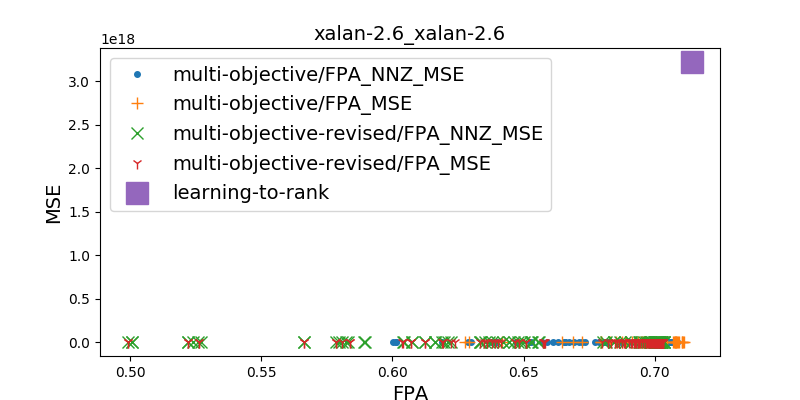 xalan-2.6_xalan-2.6
1e18
multi-objective/FPA_NNZ_MSE
multi-objective/FPA_MSE
multi-objective-revised/FPA_NNZ_MSE
multi-objective-revised/FPA_MSE
learning-to-rank
MSE
3.0
2.5
2.0
1.5
1.0
0.5
0.0
0.50
0.55
0.60
0.65
0.70
FPA